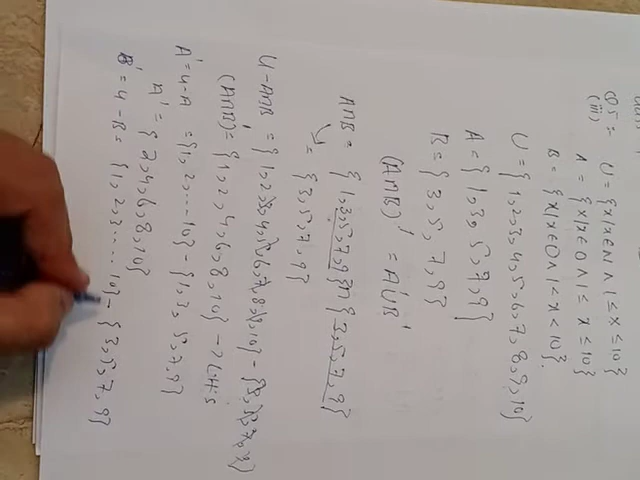 Q5:-
(iii) U = {x|x∈N ∧ 1 ≤ x ≤ 10}
A = {x|x∈O ∧ 1 ≤ x ≤ 10}
B = {x|x∈O ∧ 1 < x < 10}.
U = {1,2,3,4,5,6,7,8,9,10}
A = {1,3,5,7,9}
B = {3,5,7,9}
(A∩B)' = A'∪B'
A∩B = {1,3,5,7,9} ∩ {3,5,7,9}
= {3,5,7,9}
U-A∩B = {1,2,3,4,5,6,7,8,9,10} - {3,5,7,9}
(A∩B)' = {1,2,4,6,8,10} → L.H.S
A' = U-A = {1,2,---10} - {1,3,5,7,9}
A' = {2,4,6,8,10}
B' = U-B = {1,2,3,....10} - {3,5,7,9}